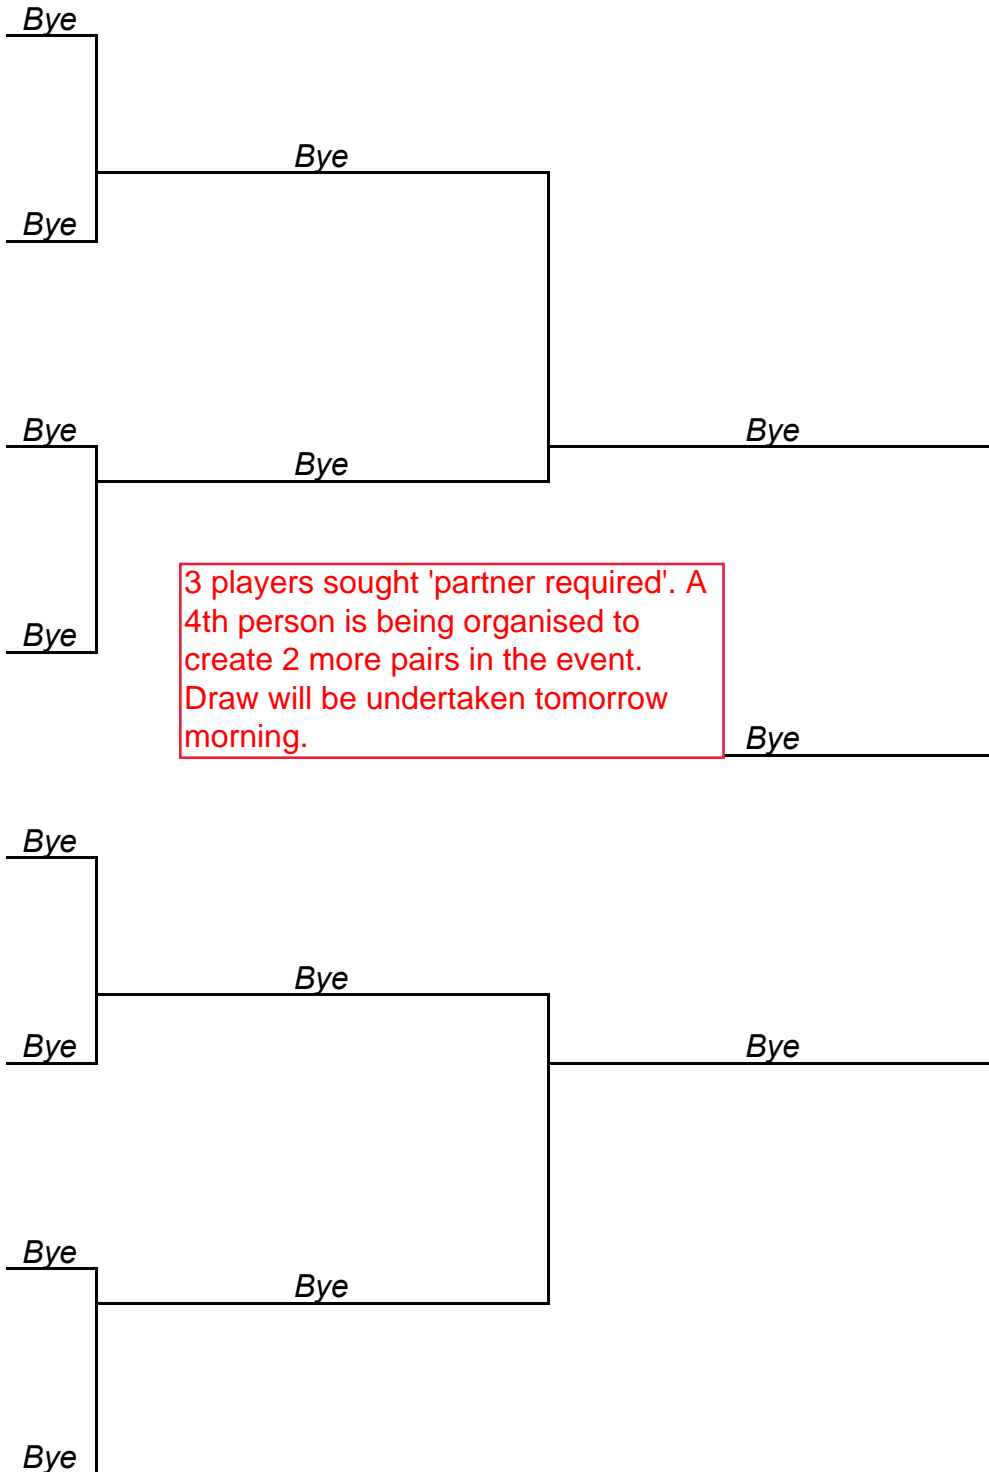 Bye
Bye
Bye
Bye
Bye
Bye
Bye
3 players sought 'partner required'. A
4th person is being organised to
create 2 more pairs in the event.
Draw will be undertaken tomorrow
morning.
Bye
Bye
Bye
Bye
Bye
Bye
Bye
Bye
Bye